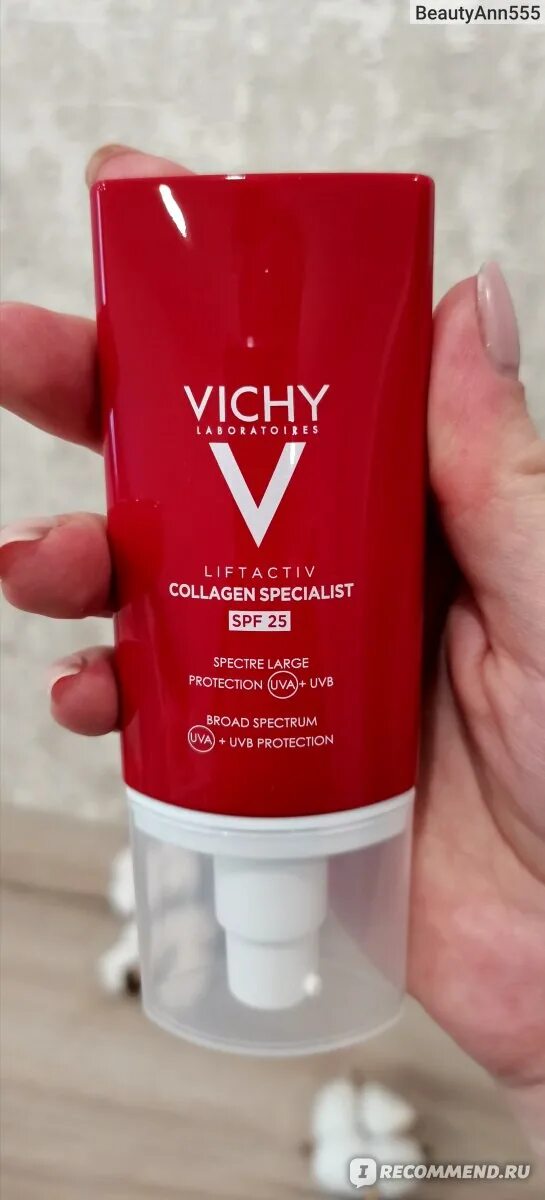 BeautyAnn555
VICHY
LABORATOIRES
V
LIFTACTIV
COLLAGEN SPECIALIST
SPF 25
SPECTRE LARGE
PROTECTION UVA + UVB
BROAD SPECTRUM
UVA + UVB PROTECTION
I RECOMMEND.RU